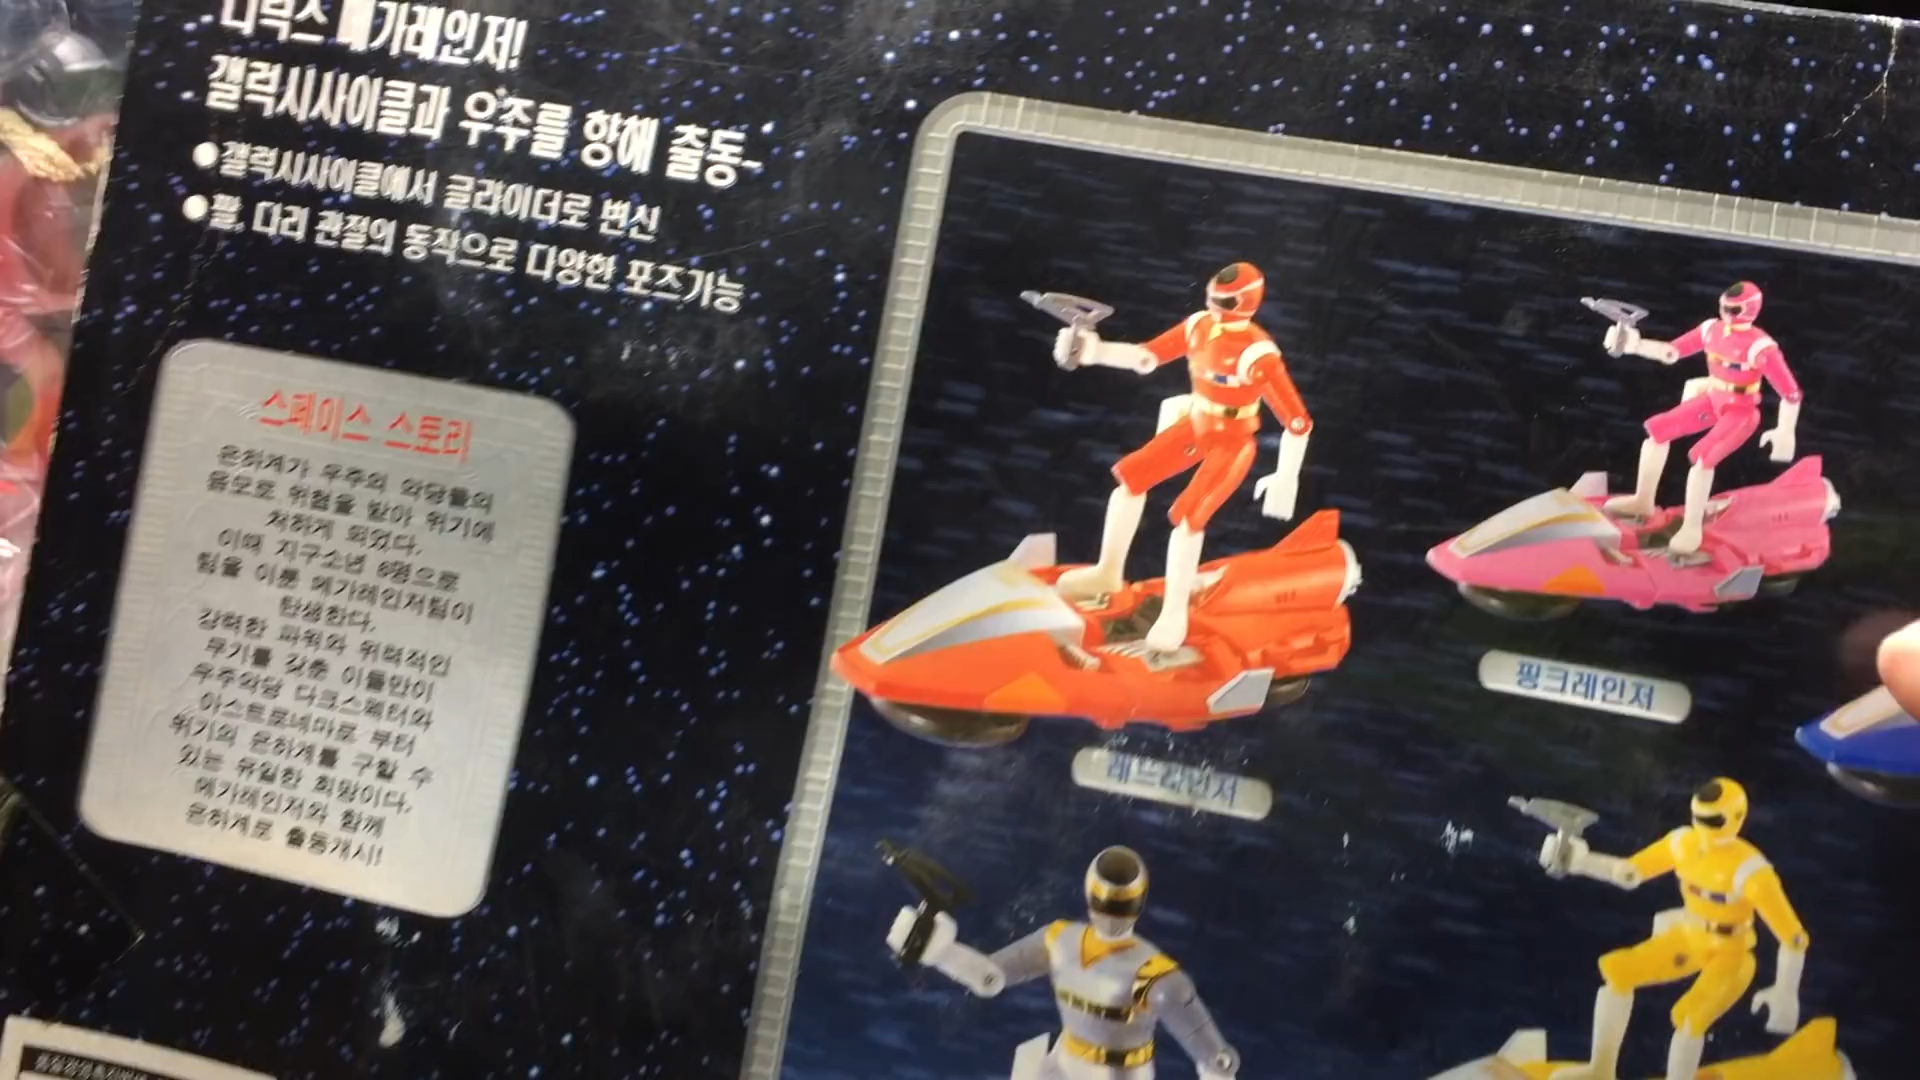 디럭스 메가레인저!
갤럭시사이클과 우주를 향해 출동~
●갤럭시사이클에서 글라이더로 변신
●팔, 다리 관절의 동작으로 다양한 포즈가능
스페이스 스토리
은하계가 우주의 악당들의
음모로 위협을 받아 위기에
처하게 되었다.
이때 지구소년 6명으로
팀을 이룬 메가레인저팀이
탄생한다.
강력한 파워와 위력적인
무기를 갖춘 이들만이
우주악당 다크스펙터와
아스트로네마로 부터
위기의 은하계를 구할 수
있는 유일한 희망이다.
메가레인저와 함께
은하계로 출동개시!
레드레인저
핑크레인저